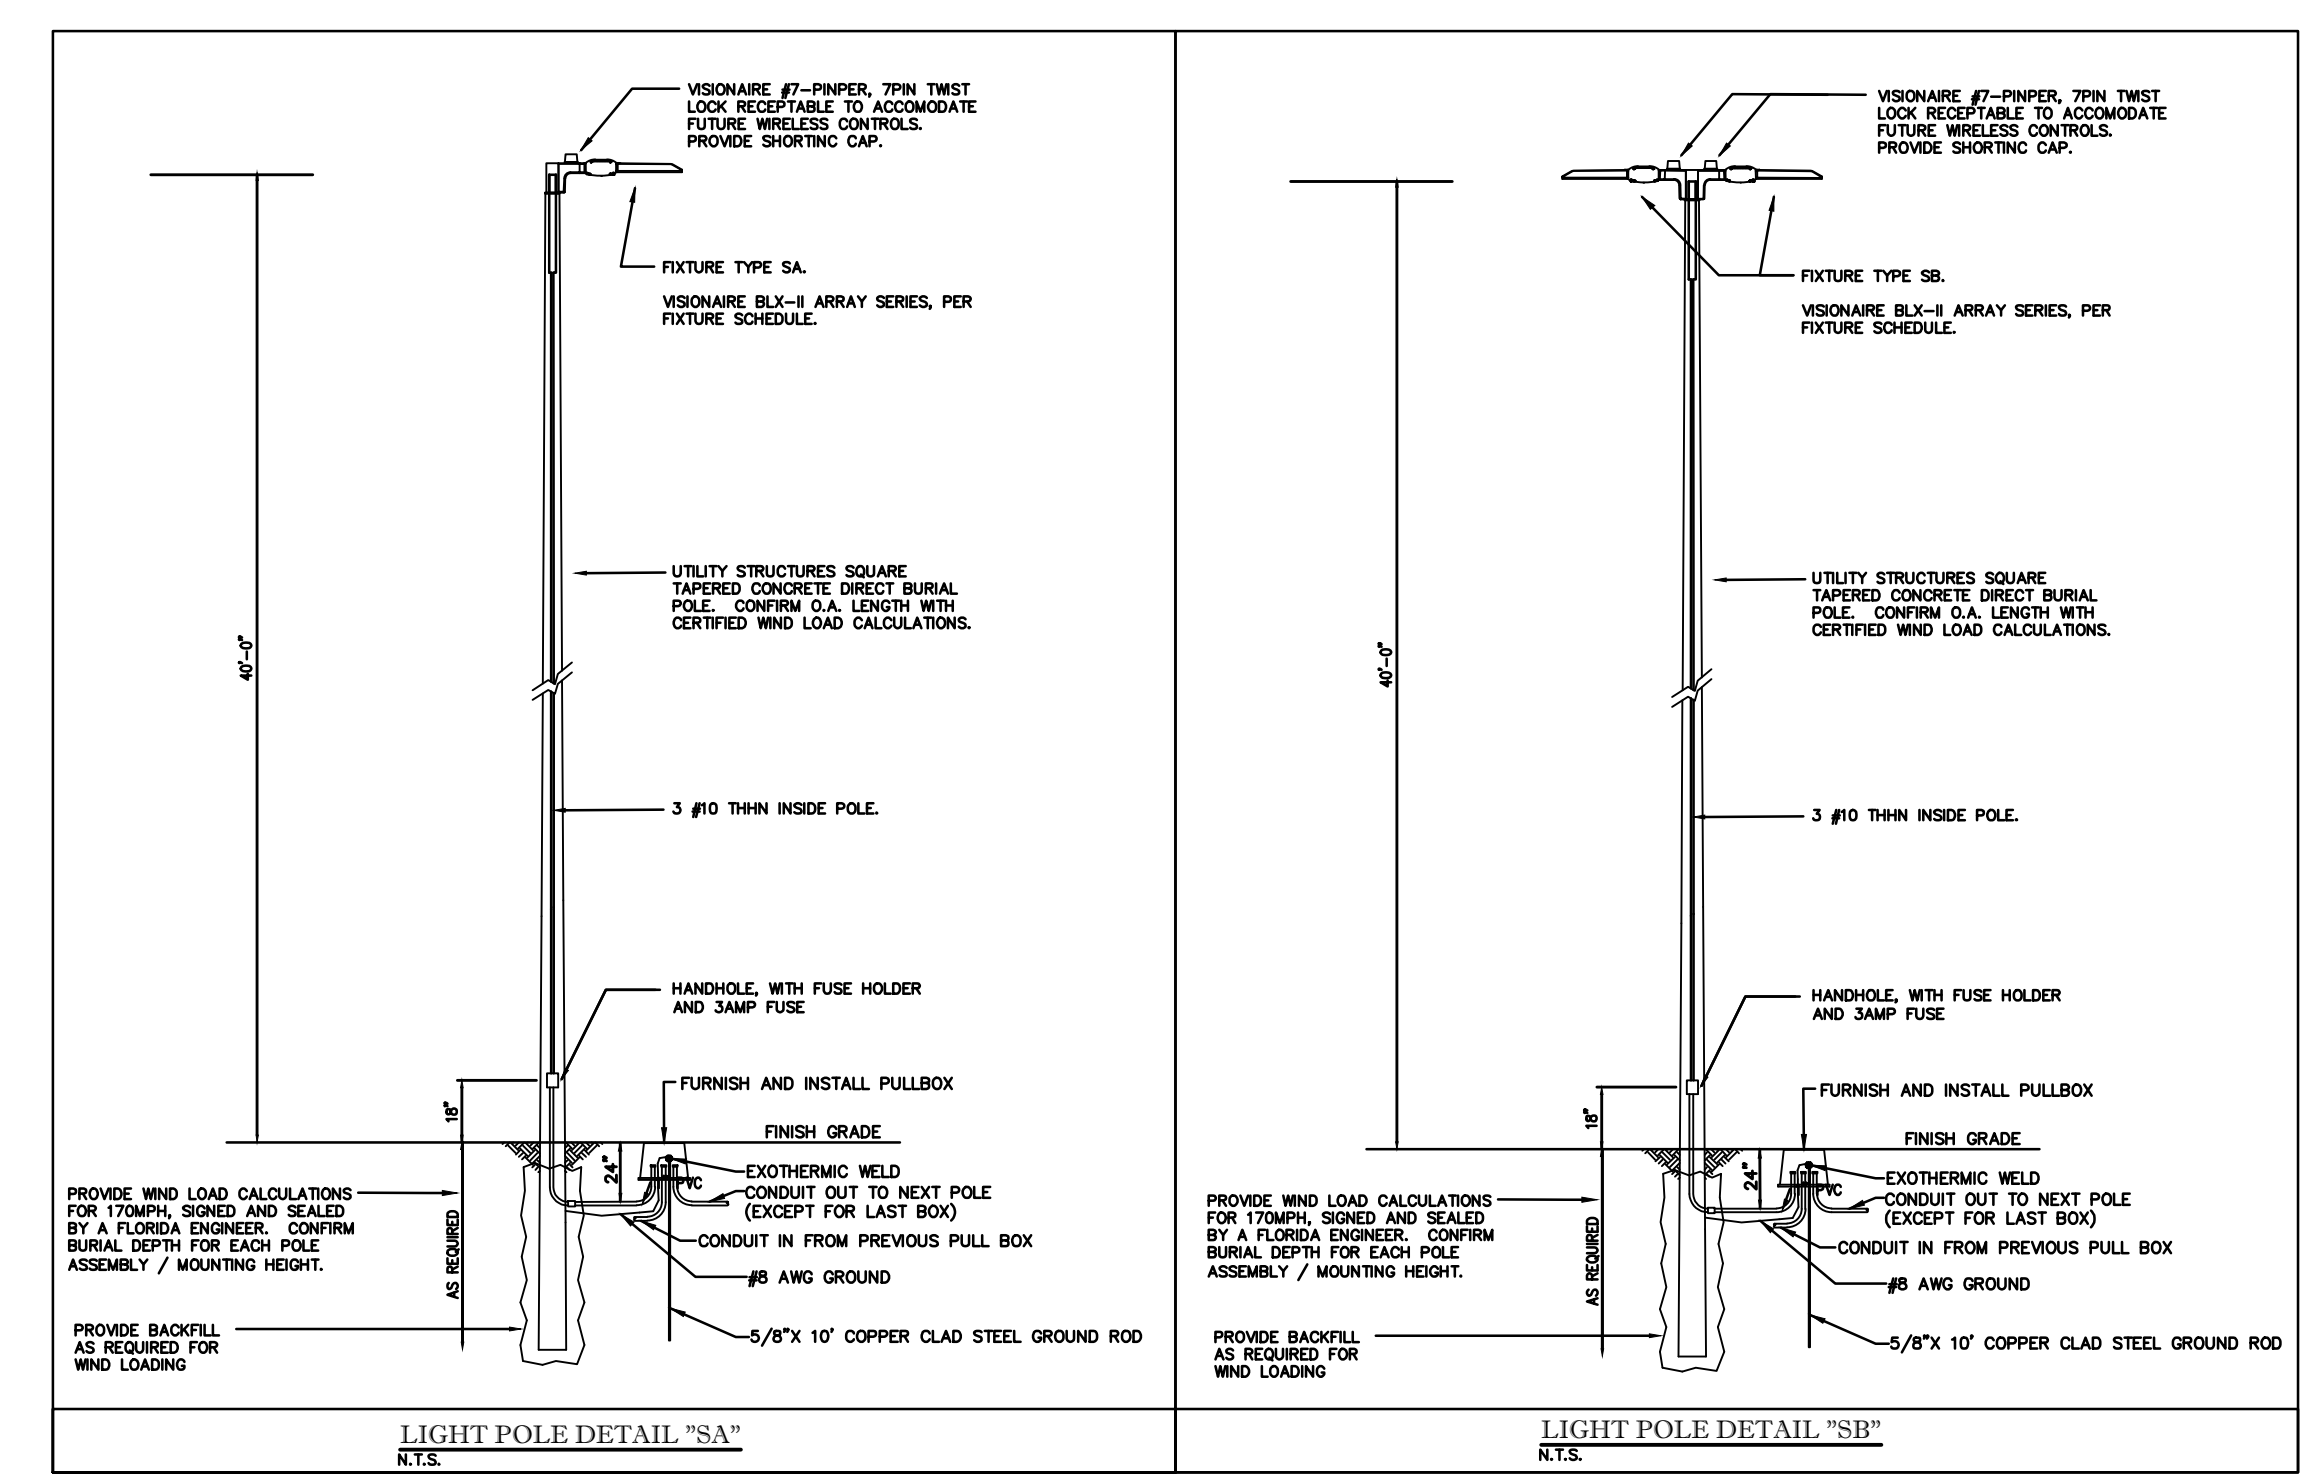 VISIONAIRE #7-PINPER, 7PIN TWIST
LOCK RECEPTABLE TO ACCOMODATE
FUTURE WIRELESS CONTROLS.
PROVIDE SHORTINC CAP.
FIXTURE TYPE SA.
VISIONAIRE BLX-II ARRAY SERIES, PER
FIXTURE SCHEDULE.
UTILITY STRUCTURES SQUARE
TAPERED CONCRETE DIRECT BURIAL
POLE. CONFIRM O.A. LENGTH WITH
CERTIFIED WIND LOAD CALCULATIONS.
40'-0"
3 #10 THHN INSIDE POLE.
HANDHOLE, WITH FUSE HOLDER
AND 3AMP FUSE
FURNISH AND INSTALL PULLBOX
18"
FINISH GRADE
24"
EXOTHERMIC WELD
PVC
CONDUIT OUT TO NEXT POLE
(EXCEPT FOR LAST BOX)
CONDUIT IN FROM PREVIOUS PULL BOX
#8 AWG GROUND
5/8"X 10' COPPER CLAD STEEL GROUND ROD
PROVIDE WIND LOAD CALCULATIONS
FOR 170MPH, SIGNED AND SEALED
BY A FLORIDA ENGINEER. CONFIRM
BURIAL DEPTH FOR EACH POLE
ASSEMBLY / MOUNTING HEIGHT.
AS REQUIRED
PROVIDE BACKFILL
AS REQUIRED FOR
WIND LOADING
LIGHT POLE DETAIL "SA"
N.T.S.
VISIONAIRE #7-PINPER, 7PIN TWIST
LOCK RECEPTABLE TO ACCOMODATE
FUTURE WIRELESS CONTROLS.
PROVIDE SHORTINC CAP.
FIXTURE TYPE SB.
VISIONAIRE BLX-II ARRAY SERIES, PER
FIXTURE SCHEDULE.
UTILITY STRUCTURES SQUARE
TAPERED CONCRETE DIRECT BURIAL
POLE. CONFIRM O.A. LENGTH WITH
CERTIFIED WIND LOAD CALCULATIONS.
40'-0"
3 #10 THHN INSIDE POLE.
HANDHOLE, WITH FUSE HOLDER
AND 3AMP FUSE
FURNISH AND INSTALL PULLBOX
18"
FINISH GRADE
24"
EXOTHERMIC WELD
PVC
CONDUIT OUT TO NEXT POLE
(EXCEPT FOR LAST BOX)
CONDUIT IN FROM PREVIOUS PULL BOX
#8 AWG GROUND
5/8"X 10' COPPER CLAD STEEL GROUND ROD
PROVIDE WIND LOAD CALCULATIONS
FOR 170MPH, SIGNED AND SEALED
BY A FLORIDA ENGINEER. CONFIRM
BURIAL DEPTH FOR EACH POLE
ASSEMBLY / MOUNTING HEIGHT.
AS REQUIRED
PROVIDE BACKFILL
AS REQUIRED FOR
WIND LOADING
LIGHT POLE DETAIL "SB"
N.T.S.